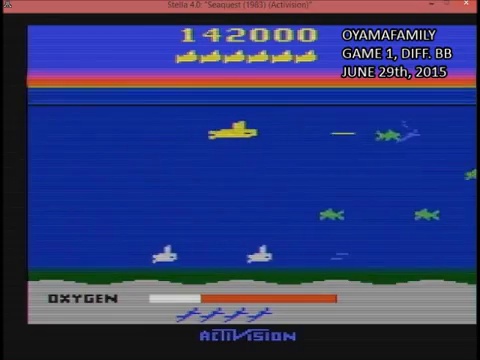 Stella 4.0: "Seaquest (1983) (Activision)"
142000
OYAMAFAMILY
GAME 1, DIFF. BB
JUNE 29th, 2015
OXYGEN
ACTIVISION